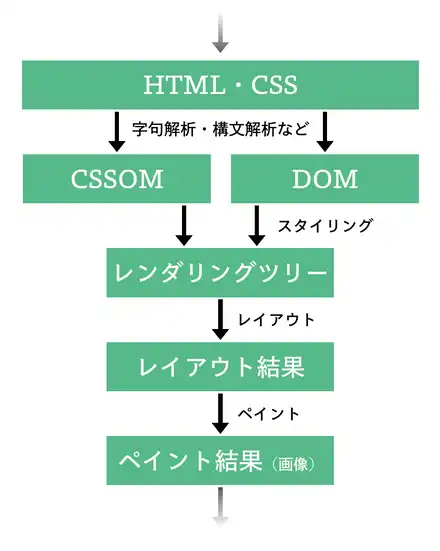 HTML・CSS
字句解析・構文解析など
CSSOM
DOM
スタイリング
レンダリングツリー
レイアウト
レイアウト結果
ペイント
ペイント結果（画像）